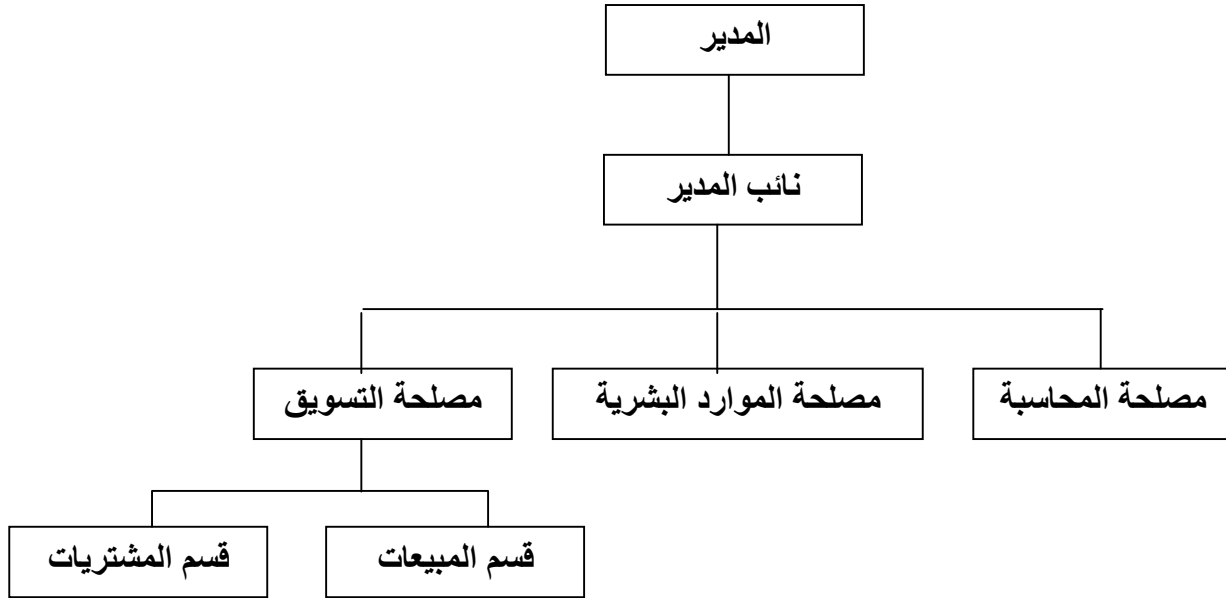 المدير
نائب المدير
مصلحة المحاسبة
مصلحة الموارد البشرية
مصلحة التسويق
قسم المبيعات
قسم المشتريات